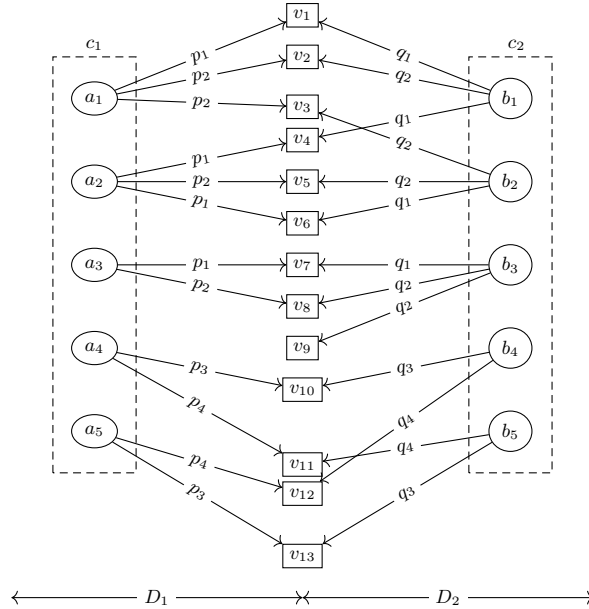 v1
c1 c2
p1 q1
v2
p2 q2
a1 p2 v3 b1
q1
v4
p1 q2
a2 p2 v5 q2 b2
p1 q1
v6
a3 p1 v7 q1 b3
p2 q2
v8 q2
v9
a4 b4
p3 q3
v10
p4 q4
a5 b5
q4
p4 v11
v12
p3 q3
v13
D1 D2